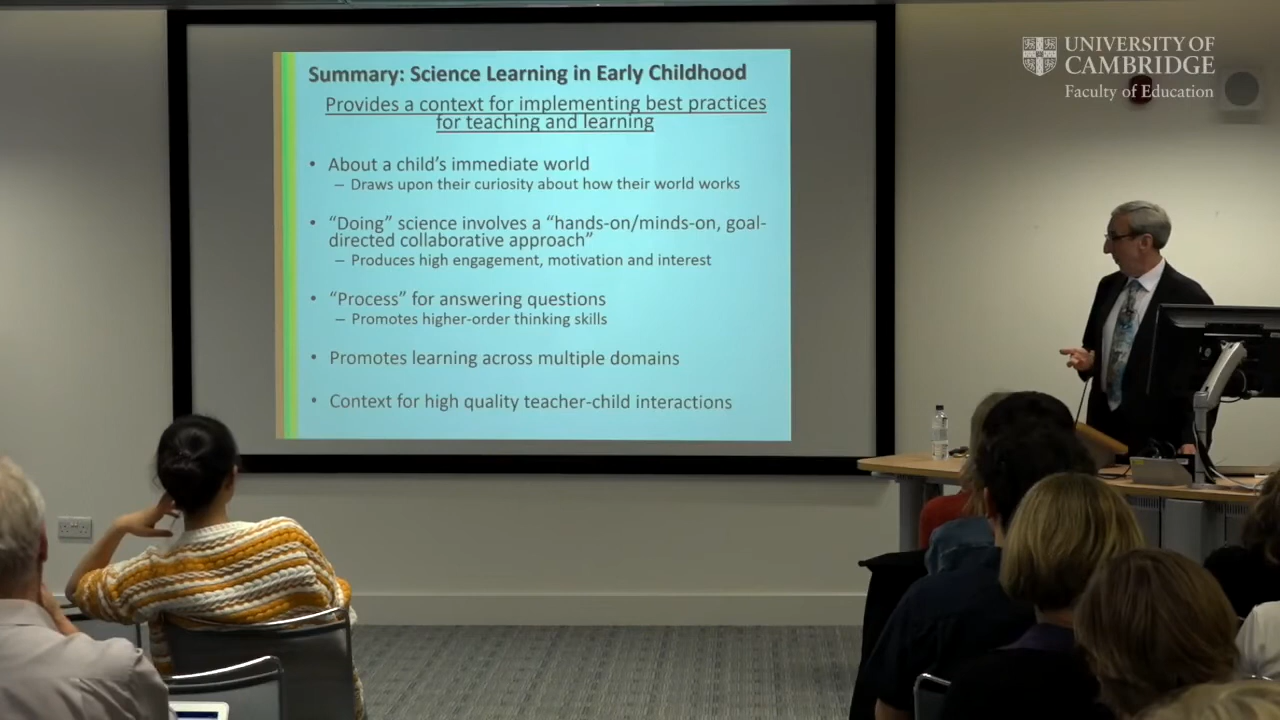 UNIVERSITY OF
CAMBRIDGE
Faculty of Education
Summary: Science Learning in Early Childhood
Provides a context for implementing best practices
for teaching and learning
• About a child's immediate world
– Draws upon their curiosity about how their world works
• “Doing” science involves a “hands-on/minds-on, goal-
directed collaborative approach”
– Produces high engagement, motivation and interest
• “Process” for answering questions
– Promotes higher-order thinking skills
• Promotes learning across multiple domains
• Context for high quality teacher-child interactions